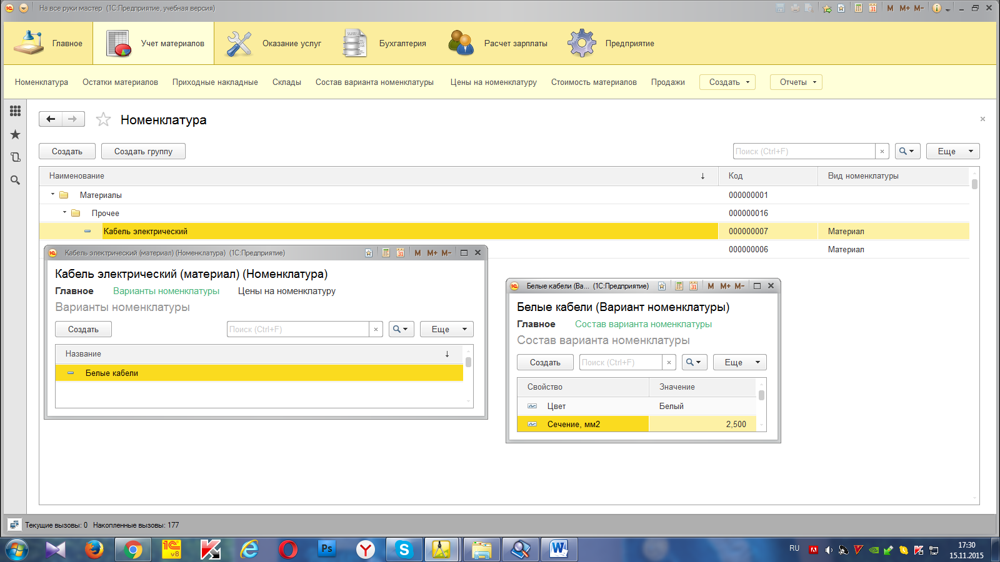 На все руки мастер (1С:Предприятие, учебная версия)
M M+ M-
Главное
Учет материалов
Оказание услуг
Бухгалтерия
Расчет зарплаты
Предприятие
Номенклатура Остатки материалов Приходные накладные Склады Состав варианта номенклатуры Цены на номенклатуру Стоимость материалов Продажи Создать Отчеты
Номенклатура
Создать Создать группу Поиск (Ctrl+F) Еще
Наименование Код Вид номенклатуры
Материалы 000000001
Прочее 000000016
Кабель электрический 000000007 Материал
000000006 Материал
Кабель электрический (материал) (Номенклатура) (1С:Предприятие) 31 M M+ M-
Кабель электрический (материал) (Номенклатура)
Главное Варианты номенклатуры Цены на номенклатуру
Варианты номенклатуры
Создать Поиск (Ctrl+F) Еще
Название
Белые кабели
Белые кабели (Ва... (1С:Предприятие) 31 M M+ M-
Белые кабели (Вариант номенклатуры)
Главное Состав варианта номенклатуры
Состав варианта номенклатуры
Создать Поиск (Ctrl+F) Еще
Свойство Значение
Цвет Белый
Сечение, мм2 2,500
Текущие вызовы: 0 Накопленные вызовы: 177
RU
17:30
15.11.2015